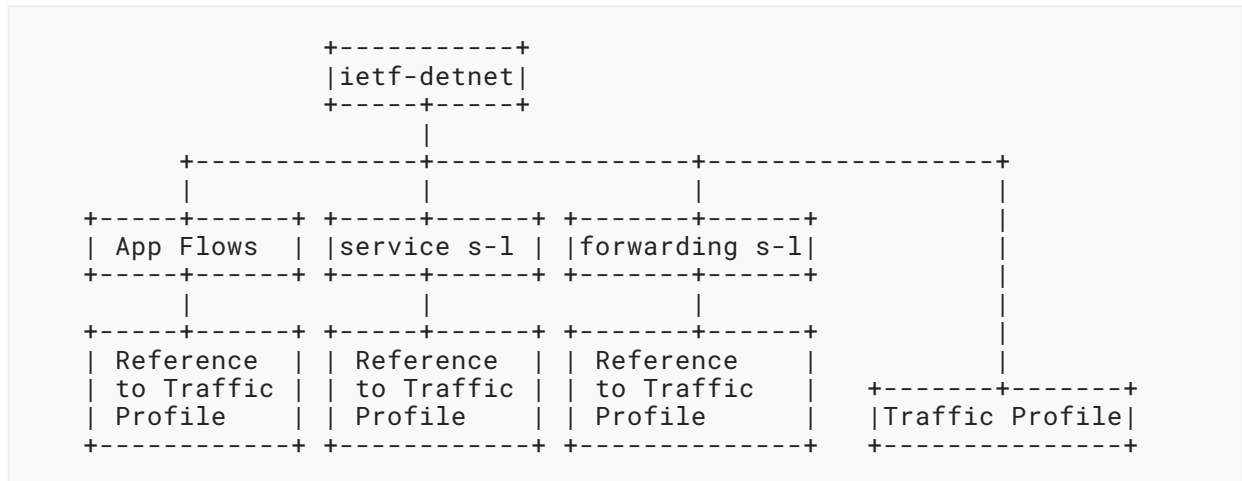 ietf-detnet
App Flows service s-l forwarding s-l
Reference Reference Reference
to Traffic to Traffic to Traffic
Profile Profile Profile Traffic Profile